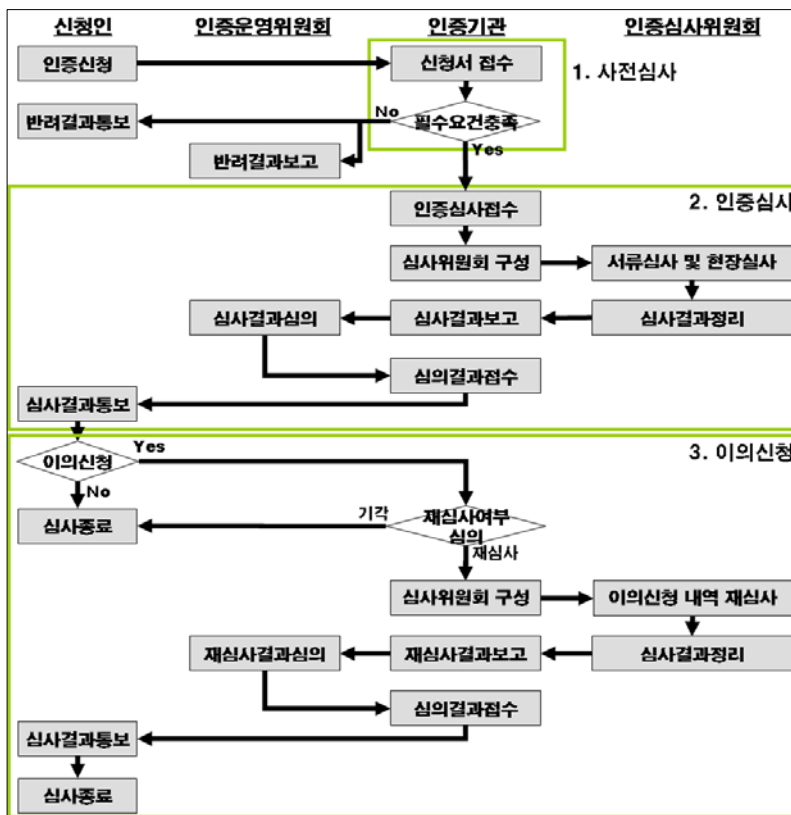 신청인 인증운영위원회 인증기관 인증심사위원회
인증신청 신청서 접수 1. 사전심사
No
반려결과통보 필수요건충족
Yes
반려결과보고
인증심사접수 2. 인증심사
심사위원회 구성 서류심사 및 현장실사
심사결과심의 심사결과보고 심사결과정리
심의결과접수
심사결과통보
Yes 3. 이의신청
이의신청
No
심사종료 기각 재심사여부
심의
재심사
심사위원회 구성 이의신청 내역 재심사
재심사결과심의 재심사결과보고 심사결과정리
심의결과접수
심사결과통보
심사종료